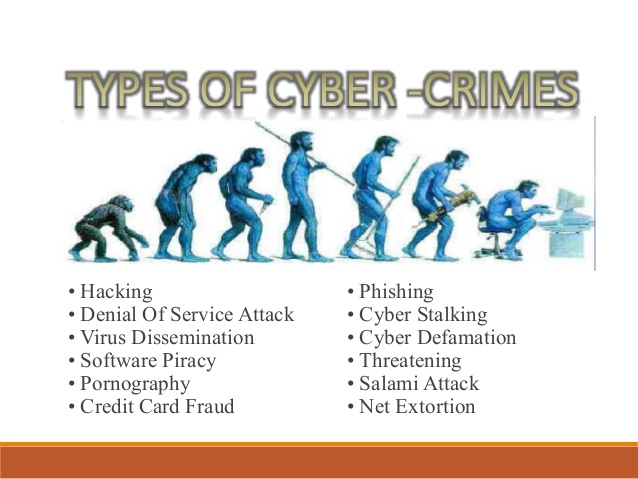 TYPES OF CYBER -CRIMES
• Hacking
• Denial Of Service Attack
• Virus Dissemination
• Software Piracy
• Pornography
• Credit Card Fraud
• Phishing
• Cyber Stalking
• Cyber Defamation
• Threatening
• Salami Attack
• Net Extortion